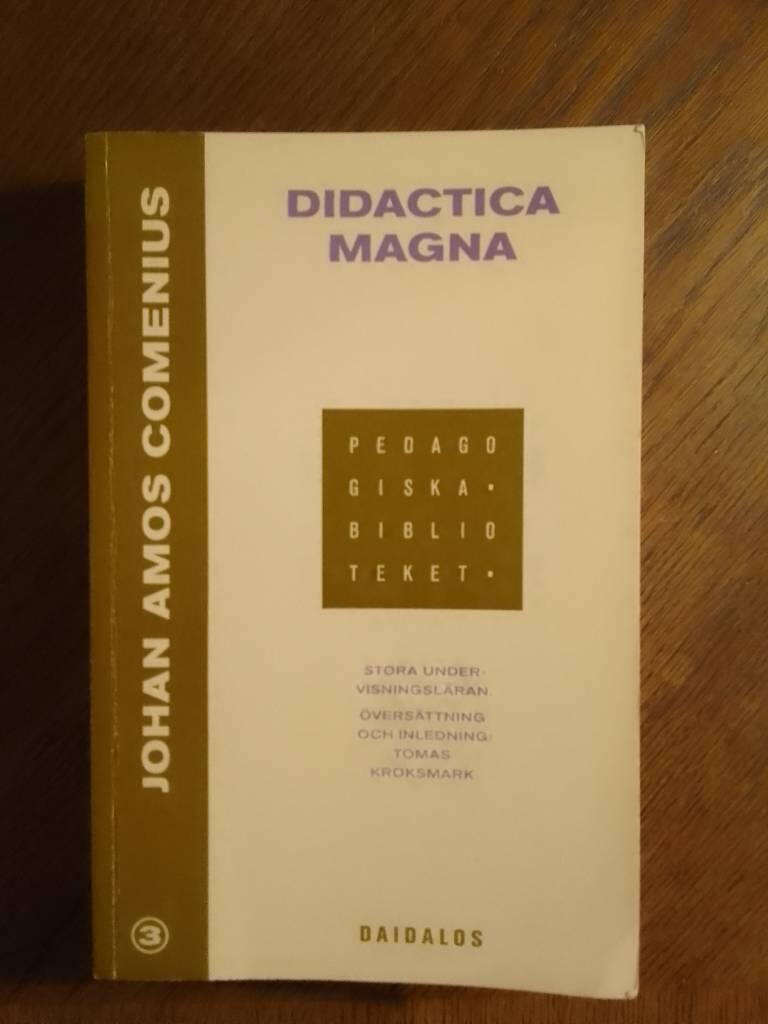 JOHAN AMOS COMENIUS
3
DIDACTICA
MAGNA
PEDAGO
GISKA•
BIBLIO
TEKET•
STORA UNDER-
VISNINGSLÄRAN.
ÖVERSÄTTNING
OCH INLEDNING:
TOMAS
KROKSMARK
DAIDALOS